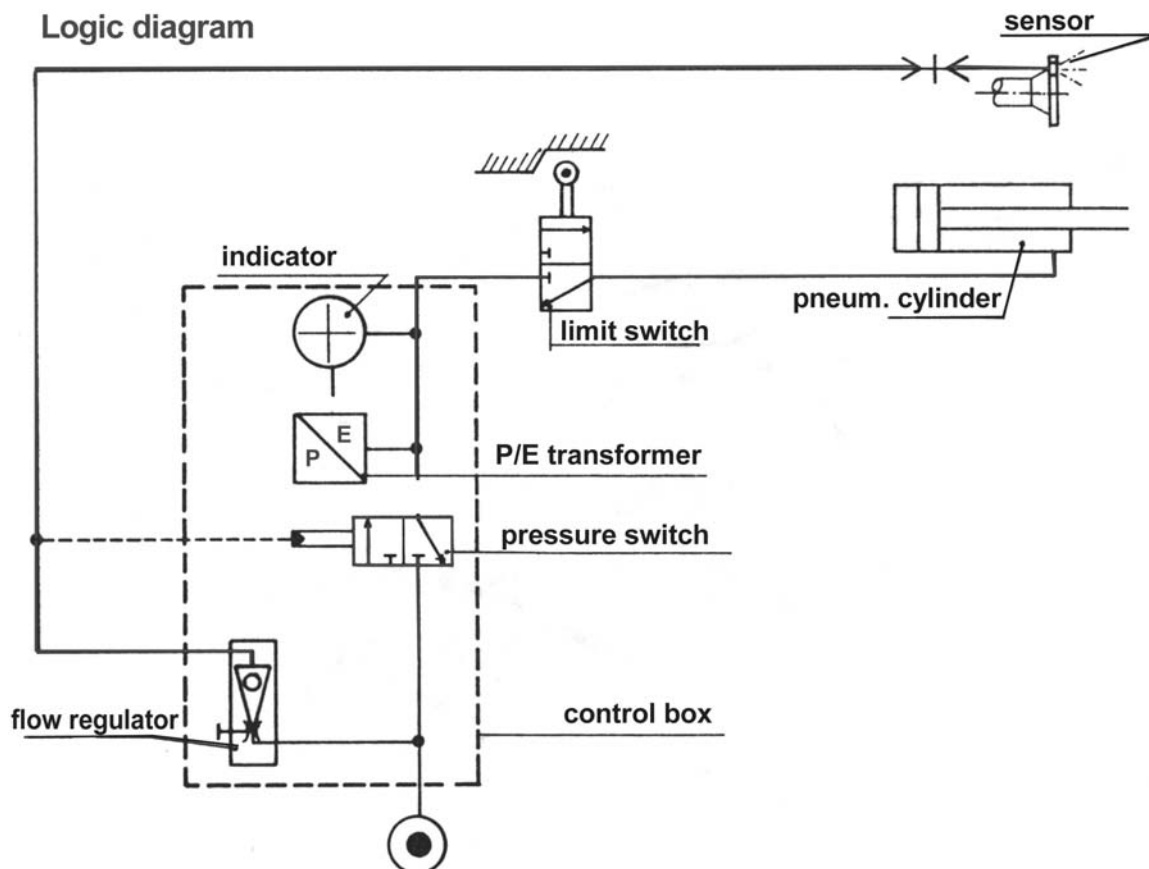 Logic diagram
sensor
indicator
pneum. cylinder
limit switch
E
P
P/E transformer
pressure switch
flow regulator
control box